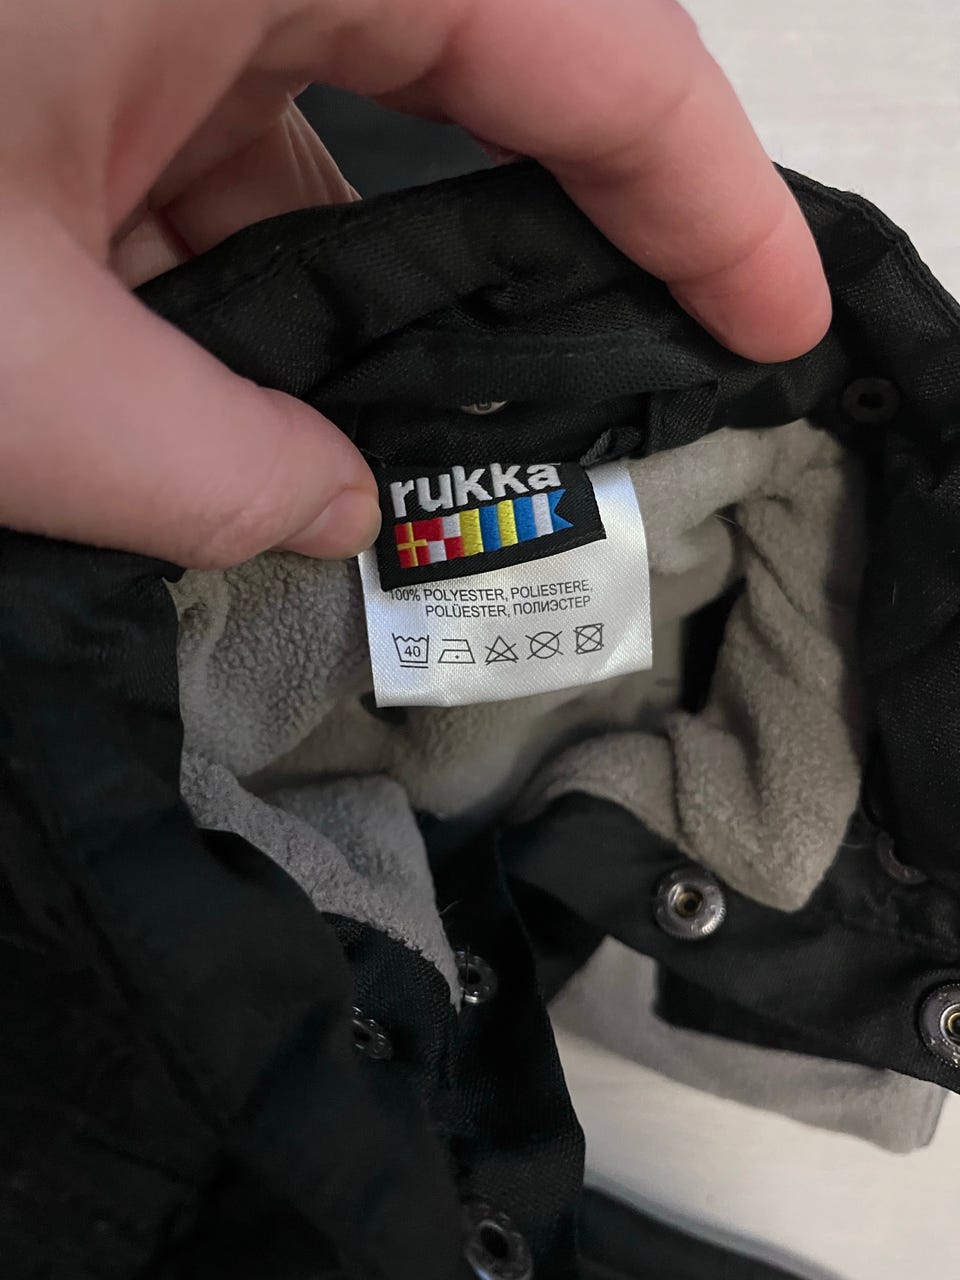 rukka
100% POLYESTER, POLIESTERE,
POLÜESTER, ПОЛИЭСТЕР
40